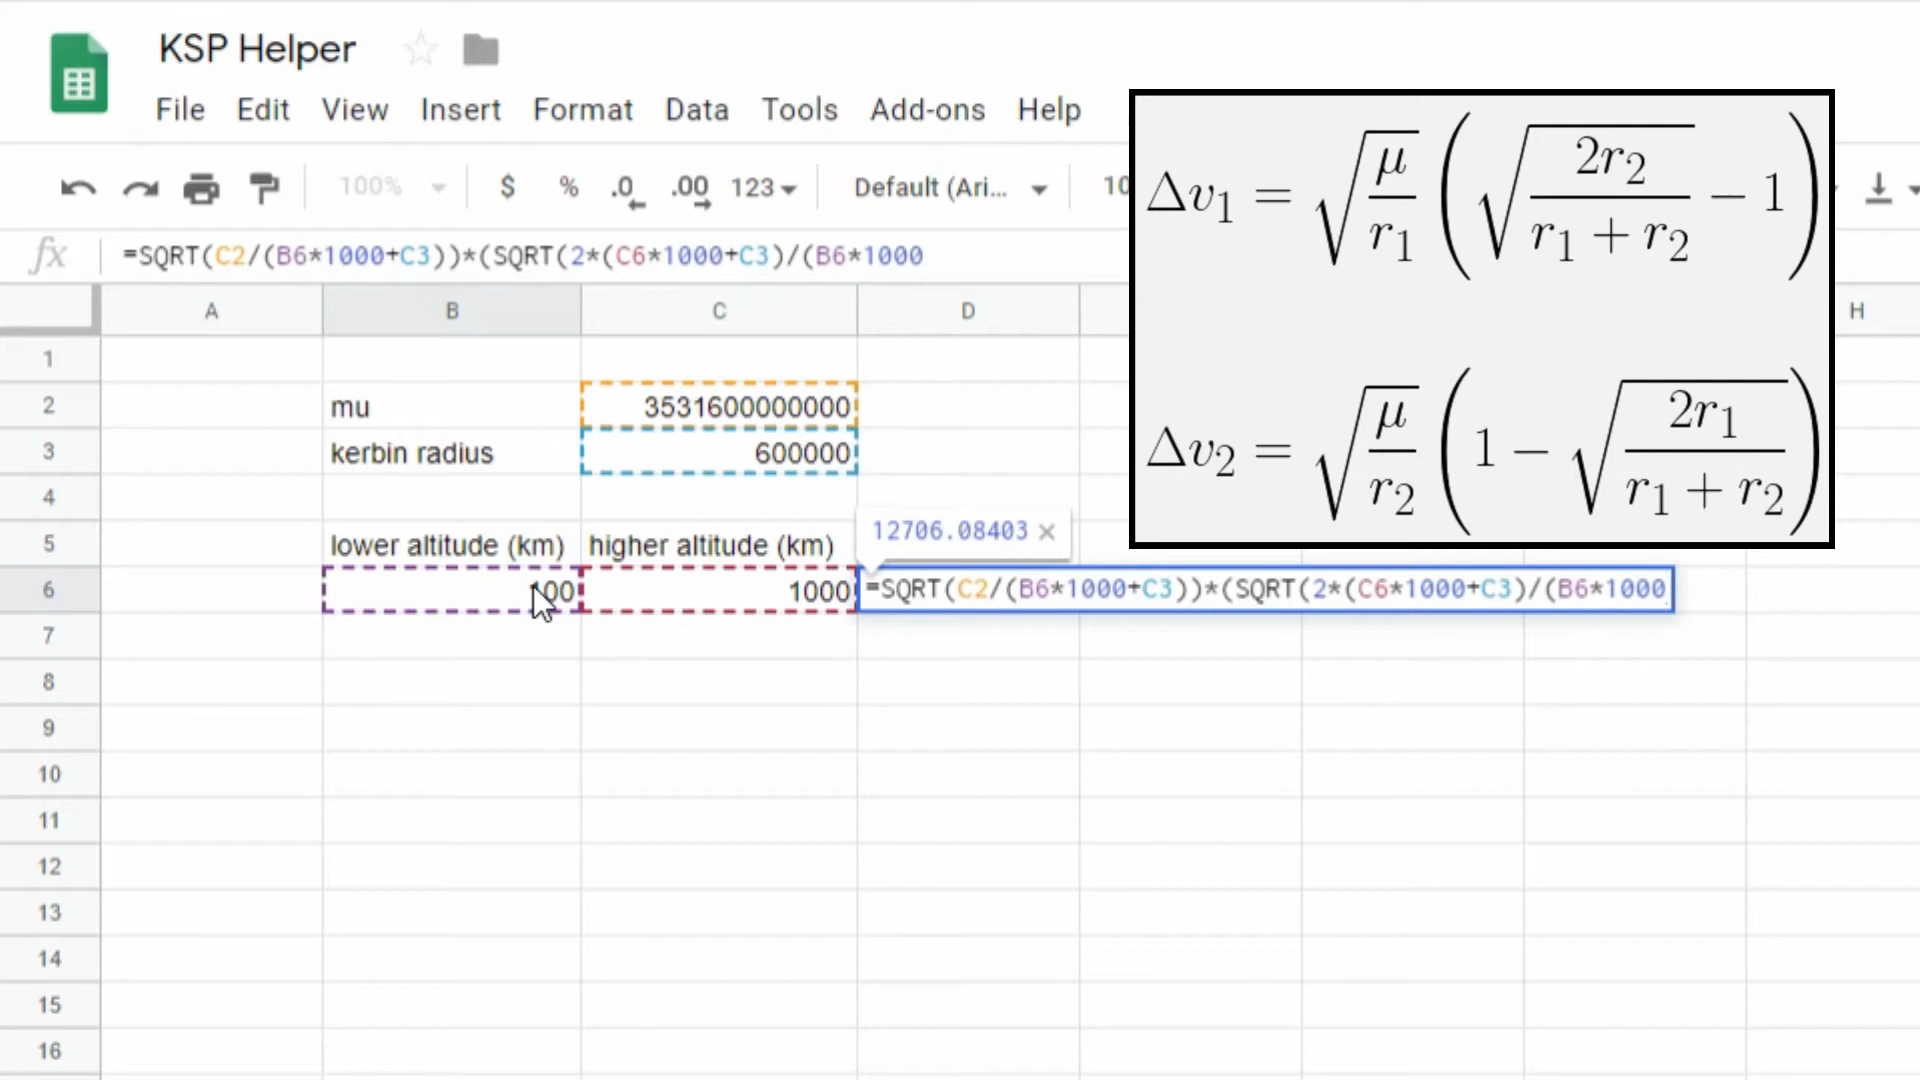 KSP Helper
File Edit View Insert Format Data Tools Add-ons Help
100% $ % .0 .00 123 Default (Ari... 10
fx =SQRT(C2/(B6*1000+C3))*(SQRT(2*(C6*1000+C3)/(B6*1000
Δv₁ = √(μ/r₁) (√(2r₂/(r₁ + r₂)) − 1)
Δv₂ = √(μ/r₂) (1 − √(2r₁/(r₁ + r₂)))
A B C D H
1
2 mu 3531600000000
3 kerbin radius 600000
4
12706.08403 ×
5 lower altitude (km) higher altitude (km)
6 100 1000 =SQRT(C2/(B6*1000+C3))*(SQRT(2*(C6*1000+C3)/(B6*1000
7
8
9
10
11
12
13
14
15
16